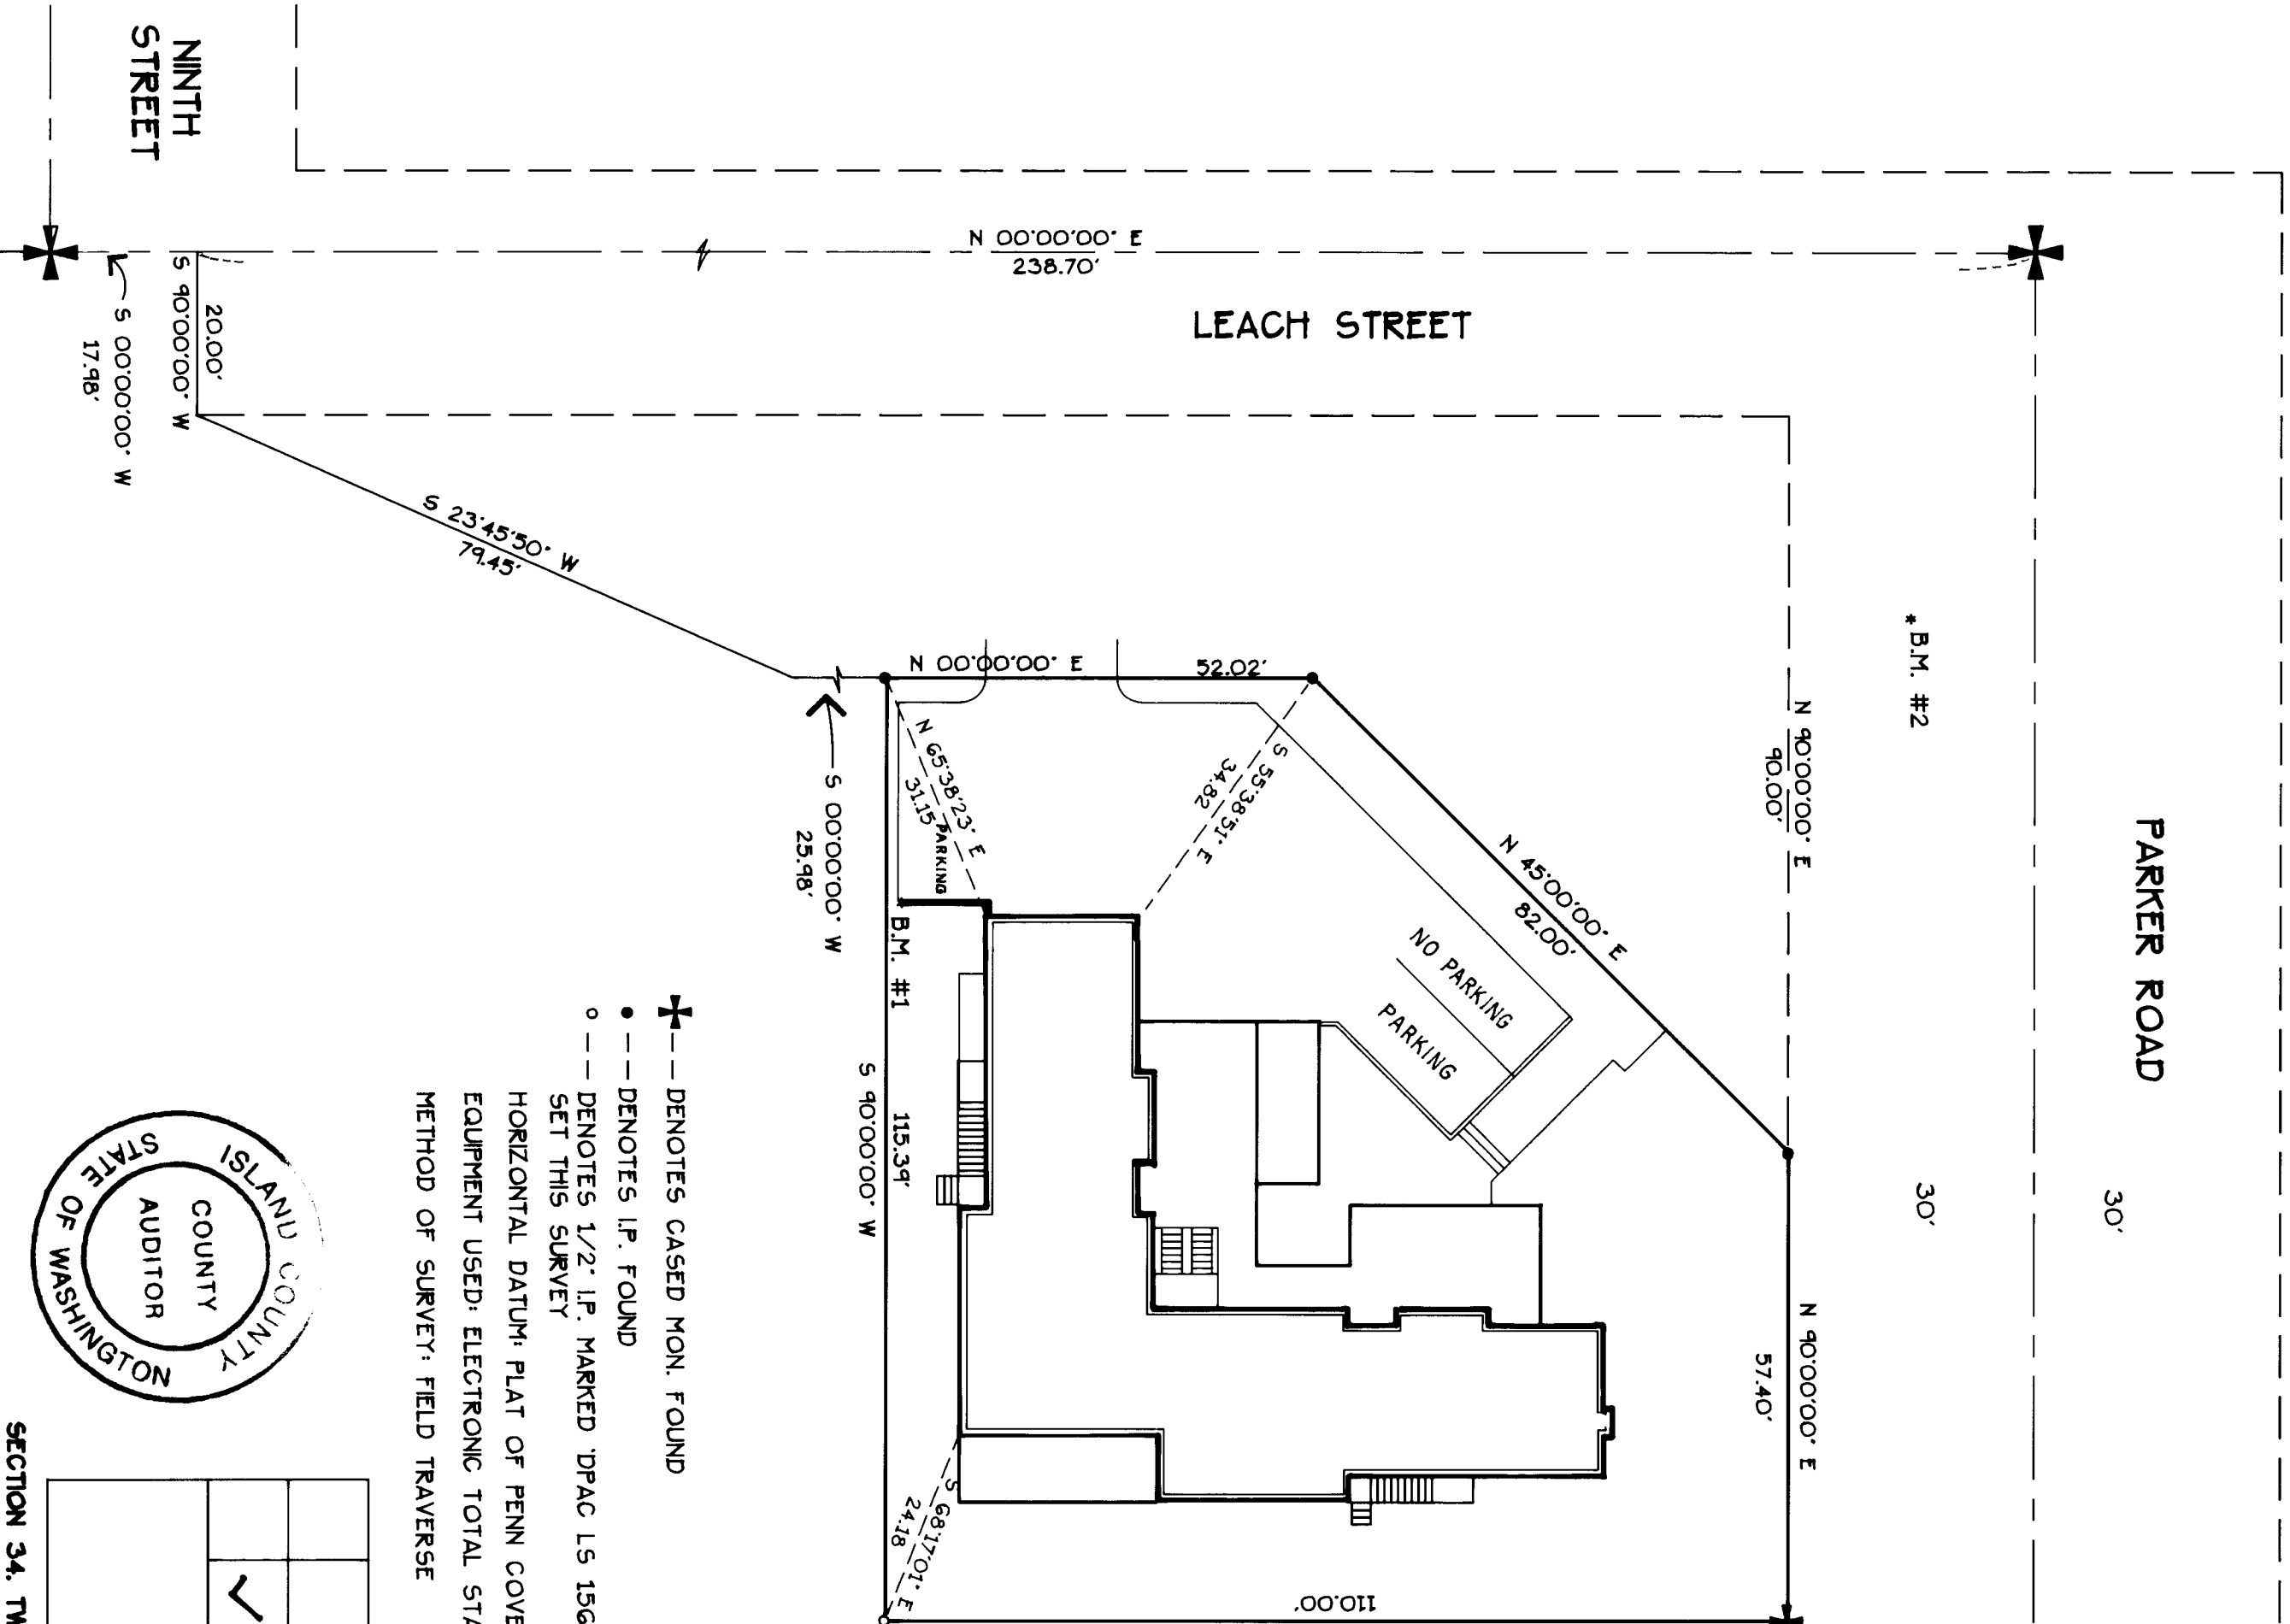 NINTH
STREET
N 00°00'00" E
238.70'
LEACH STREET
20.00'
S 90°00'00" W
S 00°00'00" W
17.98'
S 23°45'50" W
79.45'
S 00°00'00" W
25.98'
N 00°00'00" E
52.02'
N 65°38'23" E
31.15
PARKING
S 55°38'51" E
34.82
N 45°00'00" E
82.00'
NO PARKING
PARKING
N 90°00'00" E
90.00'
* B.M. #2
PARKER ROAD
30'
30'
N 90°00'00" E
57.40'
B.M. #1
115.39'
S 90°00'00" W
S 68°17'01" E
24.18
110.00'
--- DENOTES CASED MON. FOUND
--- DENOTES I.P. FOUND
--- DENOTES 1/2" I.P. MARKED "DPAC LS 156
SET THIS SURVEY
HORIZONTAL DATUM: PLAT OF PENN COVE
EQUIPMENT USED: ELECTRONIC TOTAL STA
METHOD OF SURVEY: FIELD TRAVERSE
ISLAND COUNTY
COUNTY
AUDITOR
STATE OF WASHINGTON
SECTION 34, TW